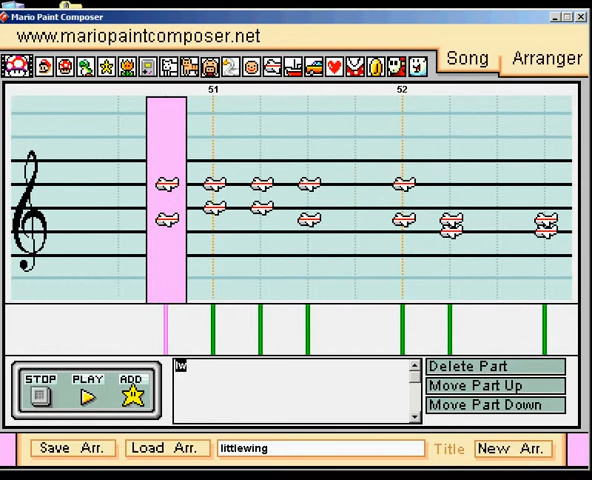 Mario Paint Composer
www.mariopaintcomposer.net
Song
Arranger
51
52
STOP
PLAY
ADD
lw
Delete Part
Move Part Up
Move Part Down
Save Arr.
Load Arr.
littlewing
Title
New Arr.